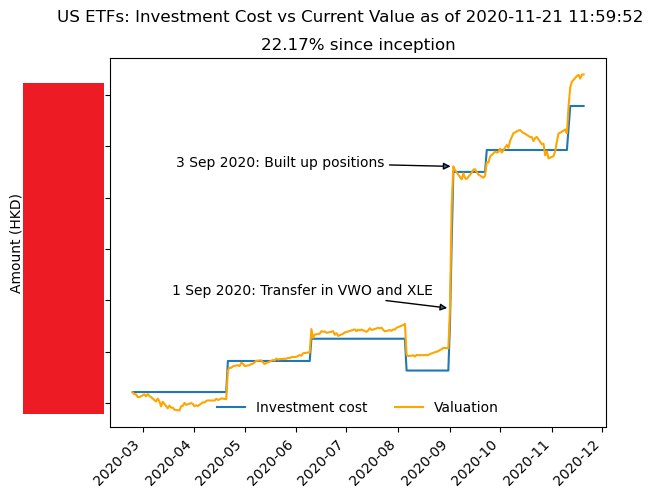 US ETFs: Investment Cost vs Current Value as of 2020-11-21 11:59:52
22.17% since inception
Amount (HKD)
3 Sep 2020: Built up positions
1 Sep 2020: Transfer in VWO and XLE
Investment cost
Valuation
2020-03
2020-04
2020-05
2020-06
2020-07
2020-08
2020-09
2020-10
2020-11
2020-12